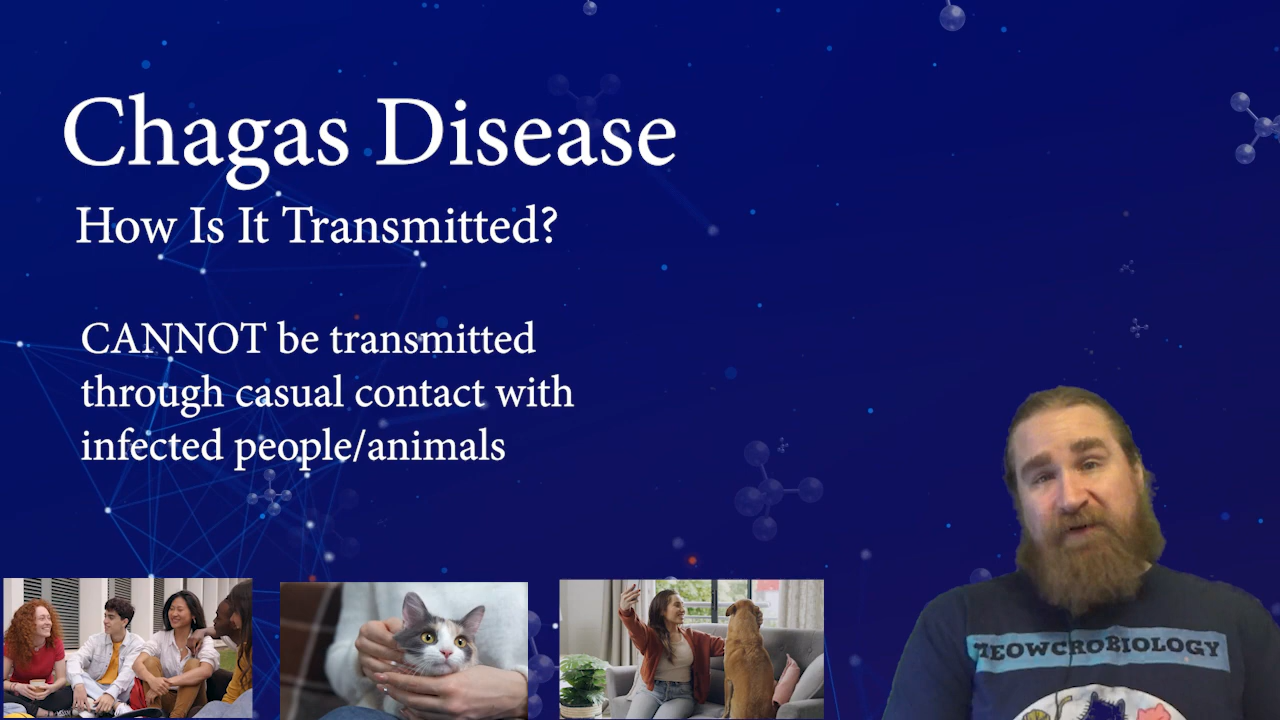 Chagas Disease
How Is It Transmitted?
CANNOT be transmitted
through casual contact with
infected people/animals
MEOWCROBIOLOGY